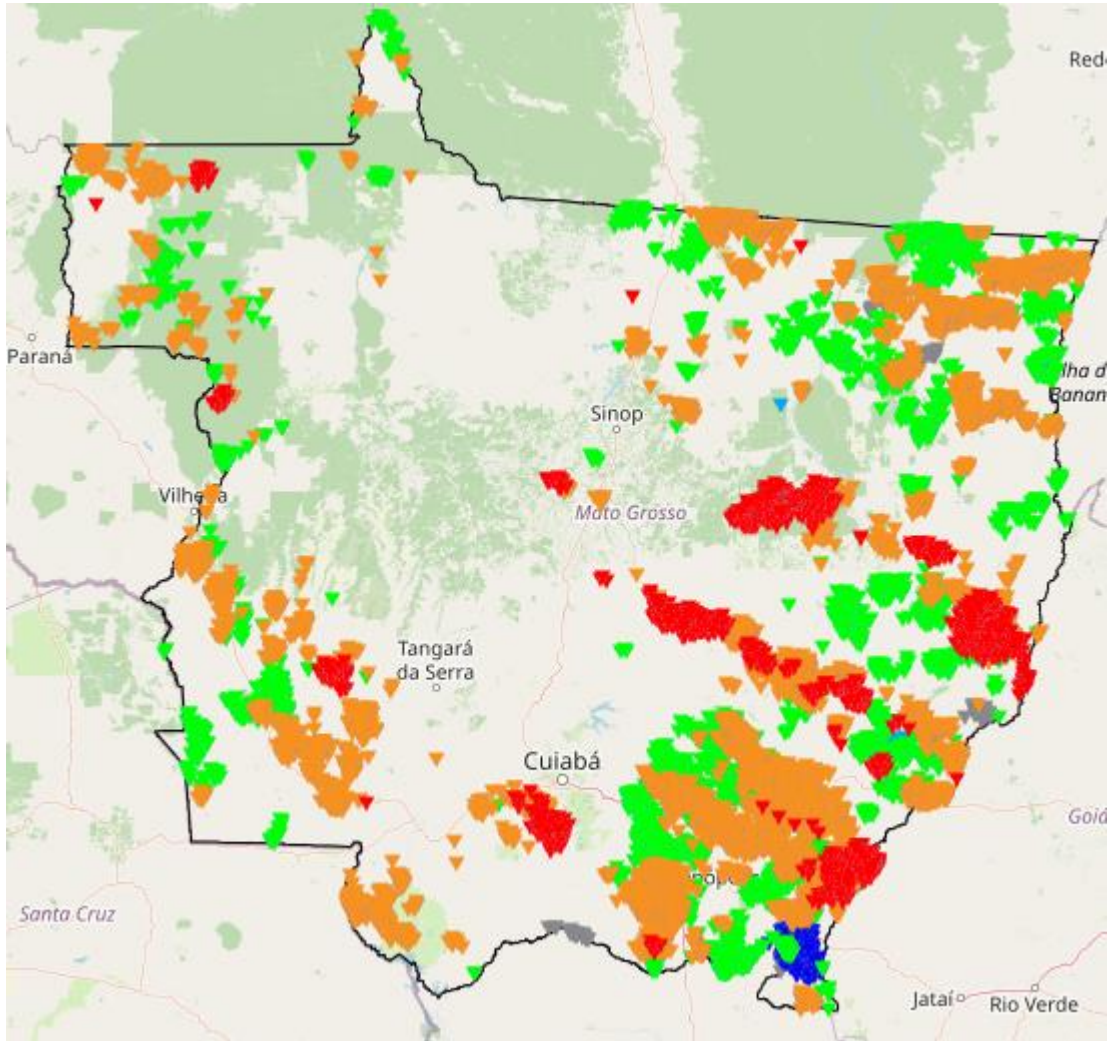 Rede
Paraná
Ilha d
Banan
Sinop
Vilhena
Mato Grosso
Tangará
da Serra
Cuiabá
Goiá
Santa Cruz
Jataí
Rio Verde